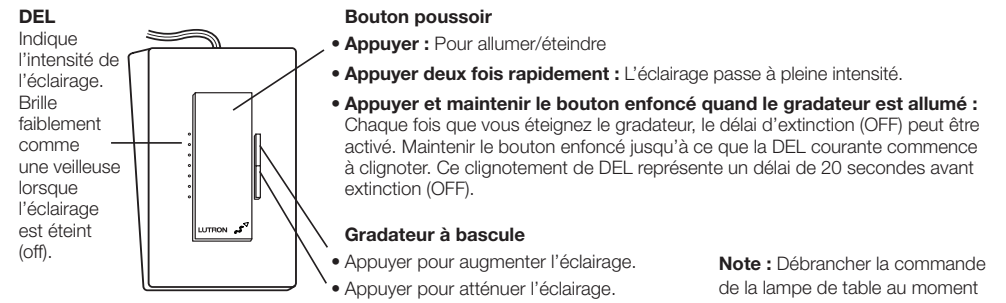 DEL
Indique
l'intensité de
l'éclairage.
Brille
faiblement
comme
une veilleuse
lorsque
l'éclairage
est éteint
(off).
LUTRON
Bouton poussoir
• Appuyer : Pour allumer/éteindre
• Appuyer deux fois rapidement : L'éclairage passe à pleine intensité.
• Appuyer et maintenir le bouton enfoncé quand le gradateur est allumé :
Chaque fois que vous éteignez le gradateur, le délai d'extinction (OFF) peut être
activé. Maintenir le bouton enfoncé jusqu'à ce que la DEL courante commence
à clignoter. Ce clignotement de DEL représente un délai de 20 secondes avant
extinction (OFF).
Gradateur à bascule
• Appuyer pour augmenter l'éclairage.
• Appuyer pour atténuer l'éclairage.
Note : Débrancher la commande
de la lampe de table au moment